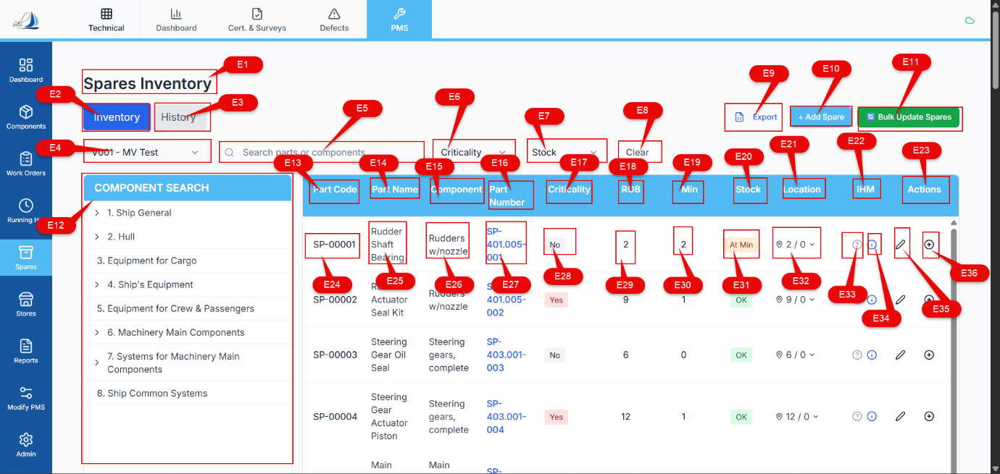 sail
Technical
Dashboard
Cert. & Surveys
Defects
PMS
Dashboard
Components
Work Orders
Running H
Spares
Stores
Reports
Modify PMS
Admin
E1
Spares Inventory
E2
Inventory
E3
History
E4
V001 - MV Test
E5
Search parts or components
E6
Criticality
E7
Stock
E8
Clear
E9
Export
E10
+ Add Spare
E11
Bulk Update Spares
E12
COMPONENT SEARCH
1. Ship General
2. Hull
3. Equipment for Cargo
4. Ship's Equipment
5. Equipment for Crew & Passengers
6. Machinery Main Components
7. Systems for Machinery Main
Components
8. Ship Common Systems
E13
E14
E15
E16
E17
E18
E19
E20
E21
E22
E23
Part Code
Part Name
Component
Part
Number
Criticality
ROB
Min
Stock
Location
IHM
Actions
SP-00001
Rudder
Shaft
Bearing
Rudders
w/nozzle
SP-
401.005-
001
No
2
2
At Min
2 / 0
E24
E25
E26
E27
E28
E29
E30
E31
E32
E33
E34
E35
E36
SP-00002
Actuator
Seal Kit
Rudders
w/nozzle
401.005-
002
Yes
9
1
OK
9 / 0
SP-00003
Steering
Gear Oil
Seal
Steering
gears,
complete
SP-
403.001-
003
No
6
0
OK
6 / 0
SP-00004
Steering
Gear
Actuator
Piston
Steering
gears,
complete
SP-
403.001-
004
Yes
12
1
OK
12 / 0
Main
Main
SP-